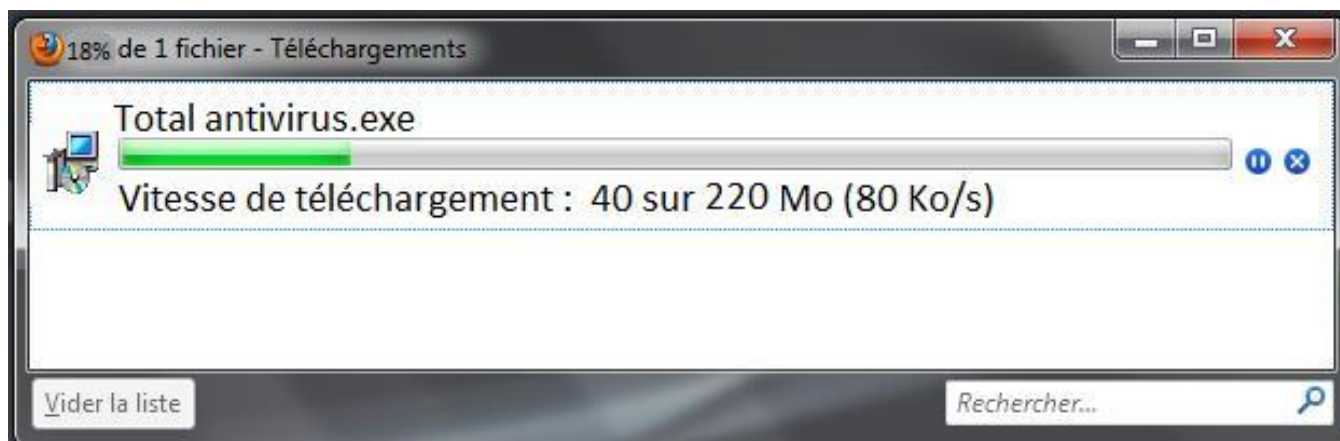 18% de 1 fichier - Téléchargements
Total antivirus.exe
Vitesse de téléchargement : 40 sur 220 Mo (80 Ko/s)
Vider la liste
Rechercher...